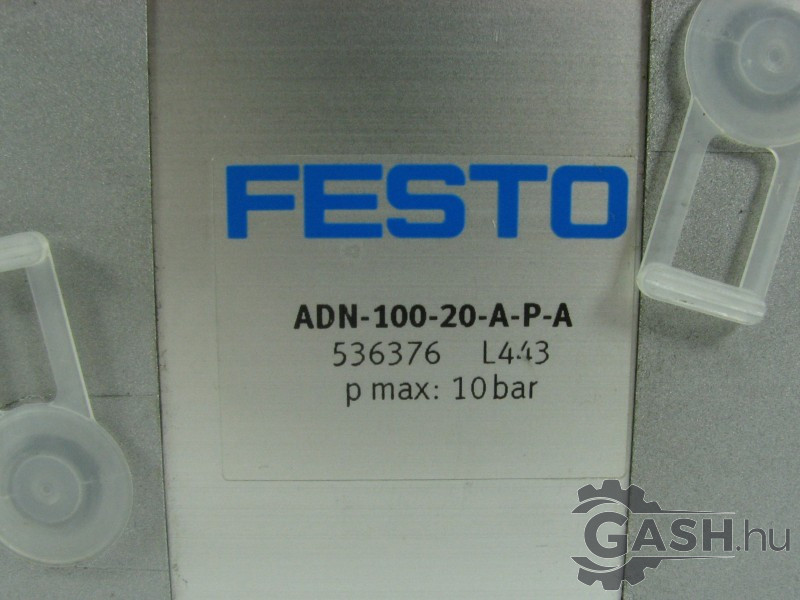 FESTO
ADN-100-20-A-P-A
536376 L443
p max: 10 bar
GASH.hu